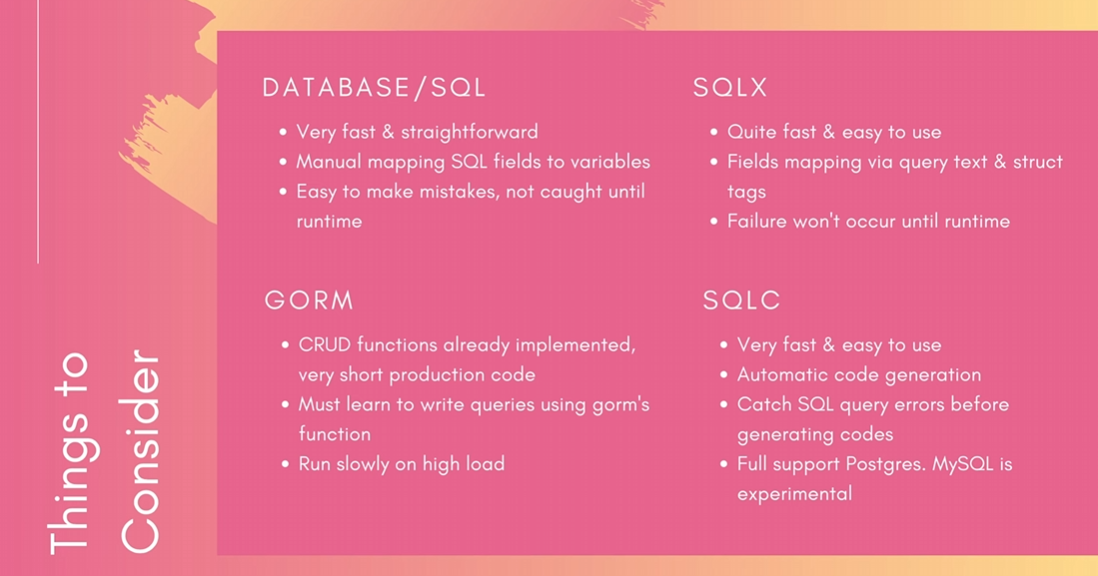 Things to
Consider
DATABASE/SQL
• Very fast & straightforward
• Manual mapping SQL fields to variables
• Easy to make mistakes, not caught until
runtime
SQLX
• Quite fast & easy to use
• Fields mapping via query text & struct
tags
• Failure won't occur until runtime
GORM
• CRUD functions already implemented,
very short production code
• Must learn to write queries using gorm's
function
• Run slowly on high load
SQLC
• Very fast & easy to use
• Automatic code generation
• Catch SQL query errors before
generating codes
• Full support Postgres. MySQL is
experimental